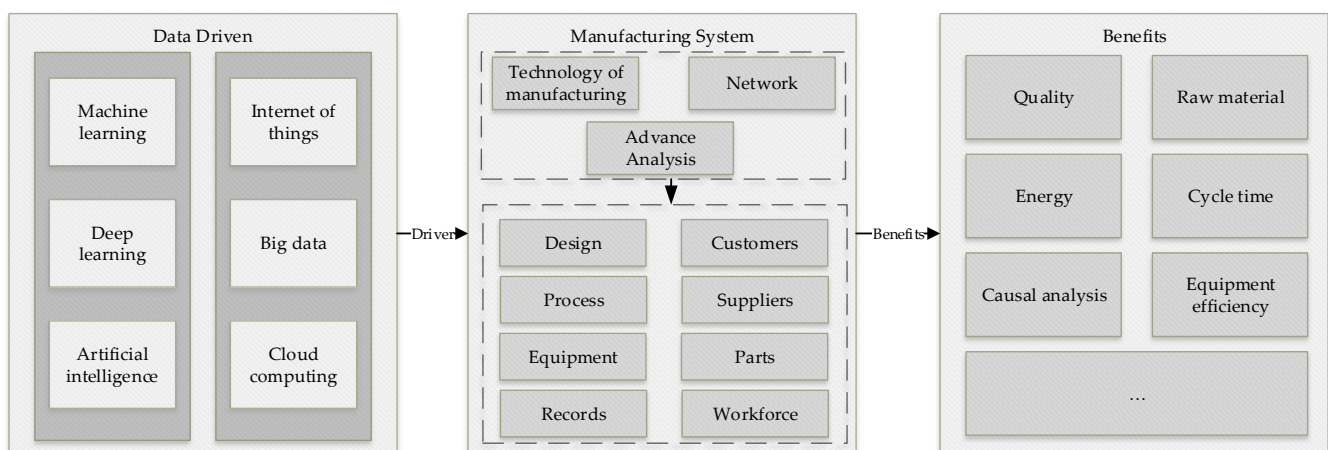 Data Driven
Machine
learning
Internet of
things
Deep
learning
Big data
Artificial
intelligence
Cloud
computing
Driver
Manufacturing System
Technology of
manufacturing
Network
Advance
Analysis
Design
Customers
Process
Suppliers
Equipment
Parts
Records
Workforce
Benefits
Benefits
Quality
Raw material
Energy
Cycle time
Causal analysis
Equipment
efficiency
...